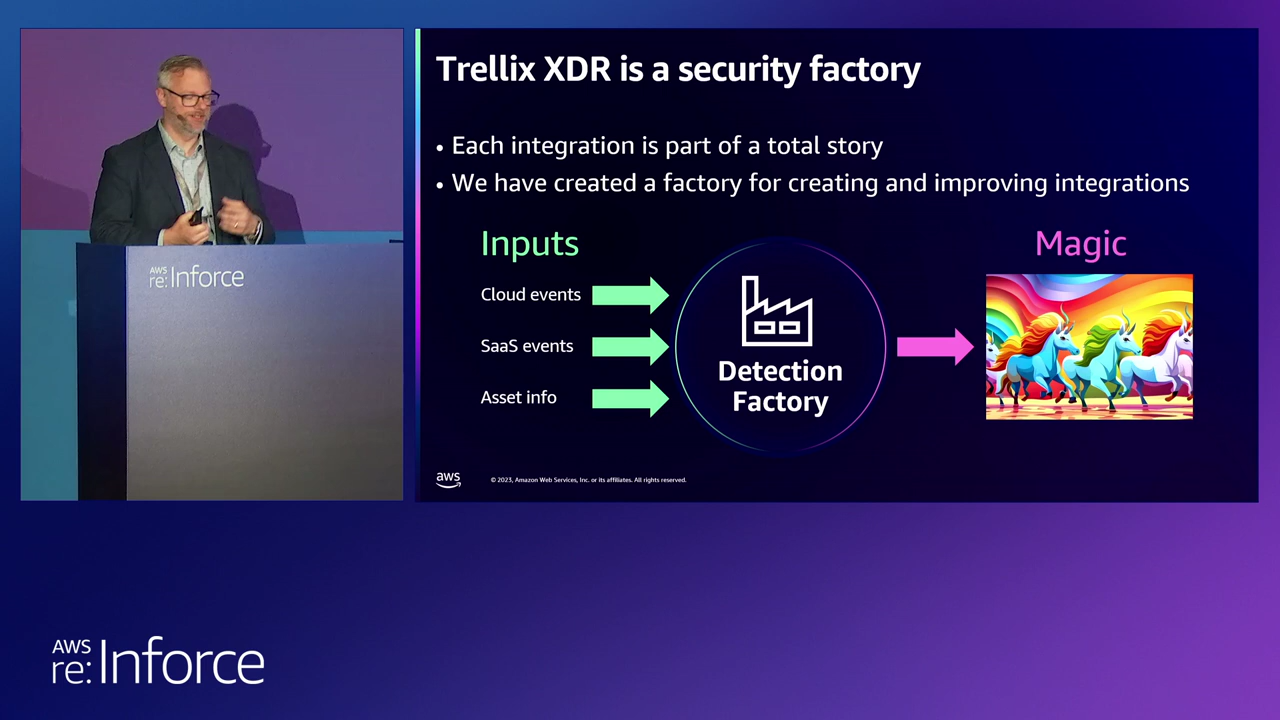 AWS
re:Inforce
Trellix XDR is a security factory
• Each integration is part of a total story
• We have created a factory for creating and improving integrations
Inputs
Magic
Cloud events
SaaS events
Asset info
Detection
Factory
aws
© 2023, Amazon Web Services, Inc. or its affiliates. All rights reserved.
AWS
re:Inforce